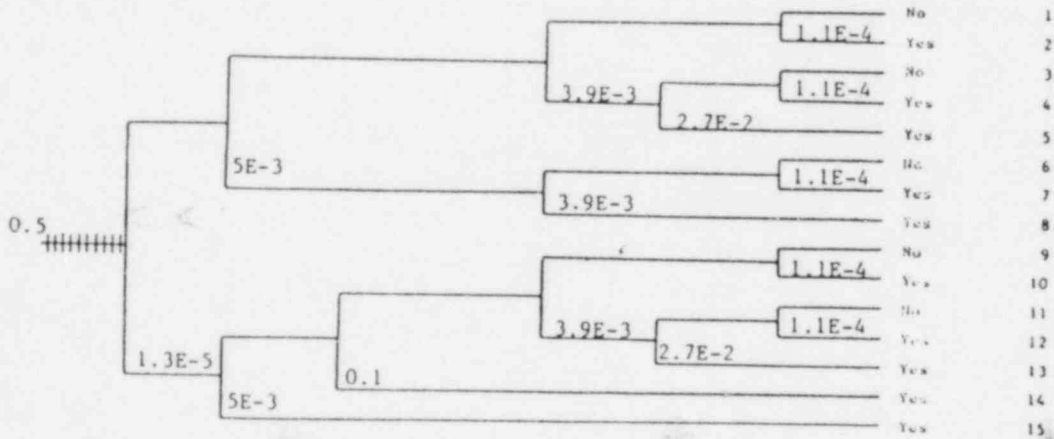 No 1
1.1E-4
Yes 2
No 3
3.9E-3 1.1E-4
Yes 4
2.7E-2
Yes 5
No 6
5E-3 1.1E-4
Yes 7
3.9E-3
Yes 8
0.5
No 9
1.1E-4
Yes 10
No 11
3.9E-3 1.1E-4
Yes 12
1.3E-5 2.7E-2
Yes 13
0.1
Yes 14
5E-3
Yes 15